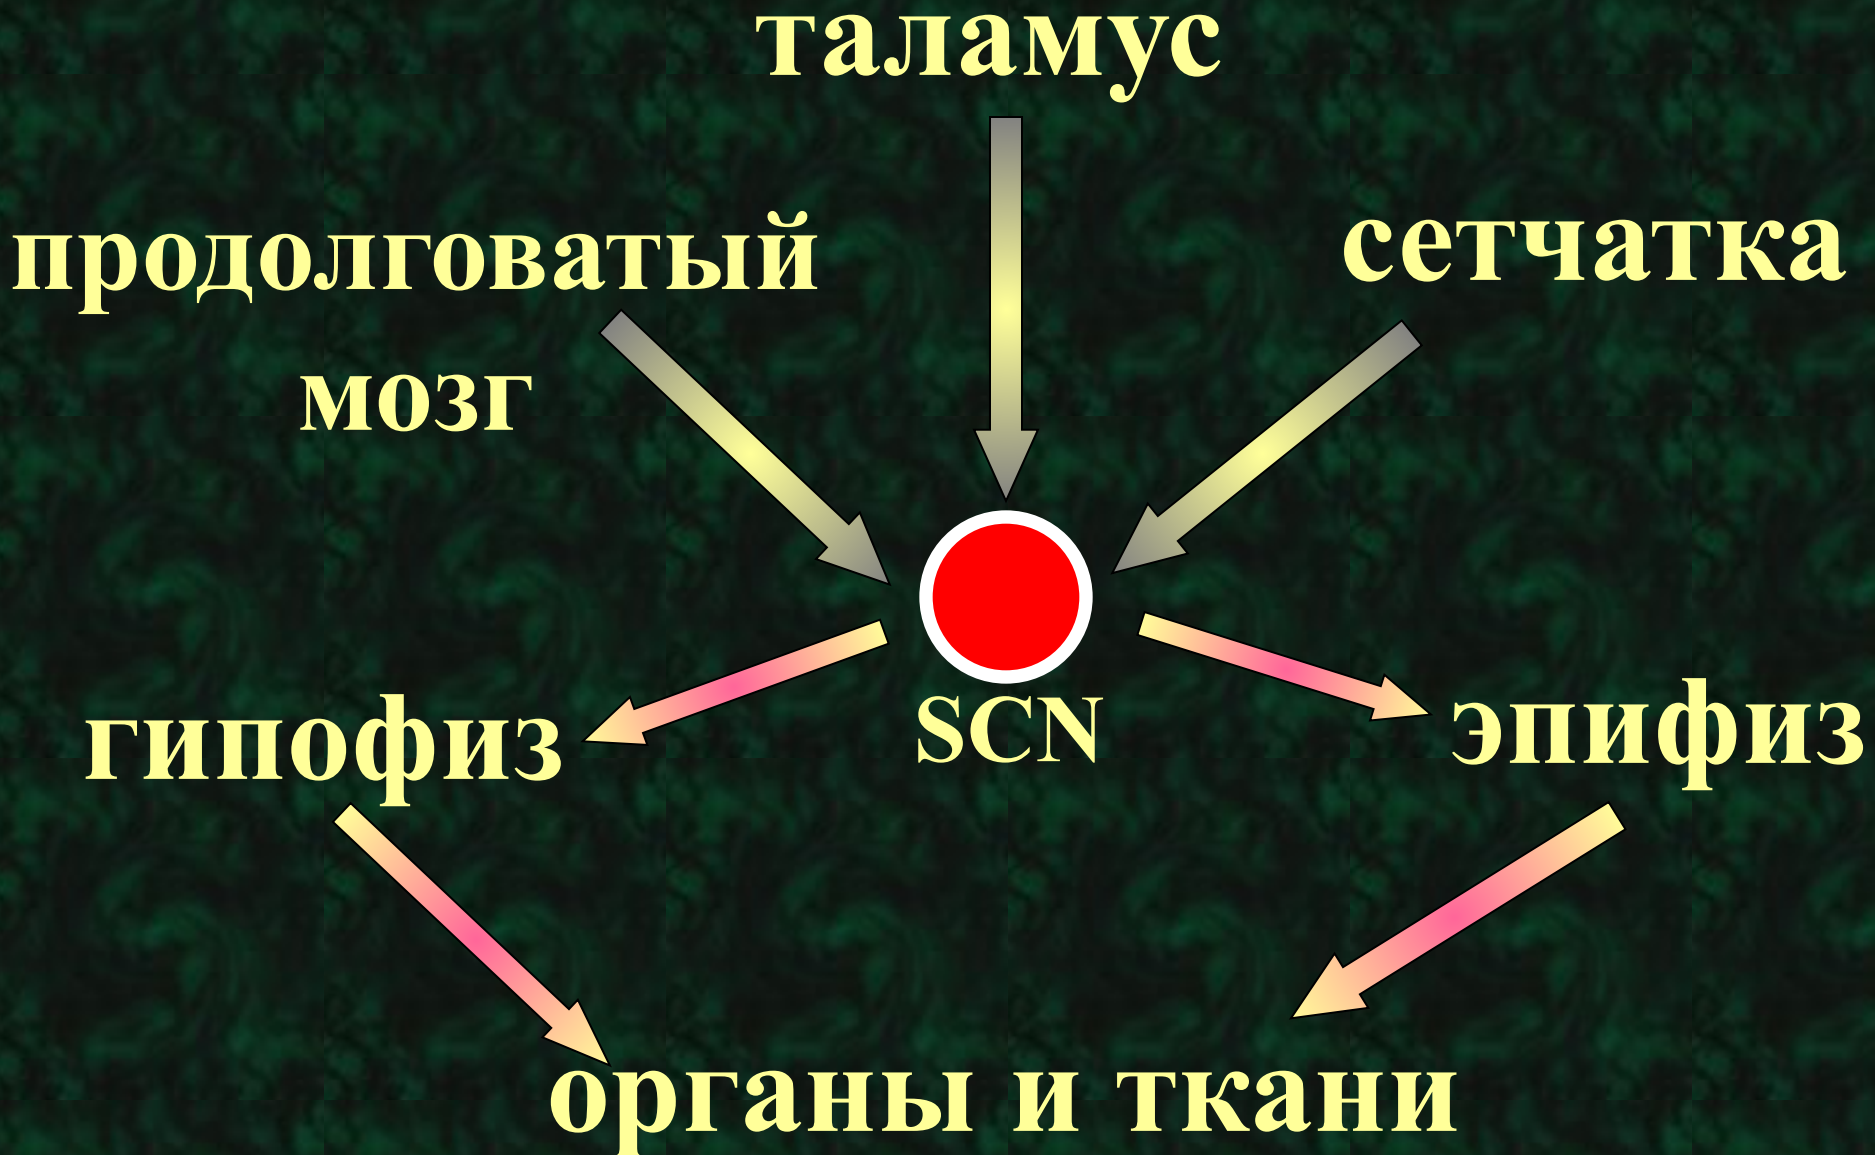 таламус
продолговатый
мозг
сетчатка
SCN
гипофиз
эпифиз
органы и ткани